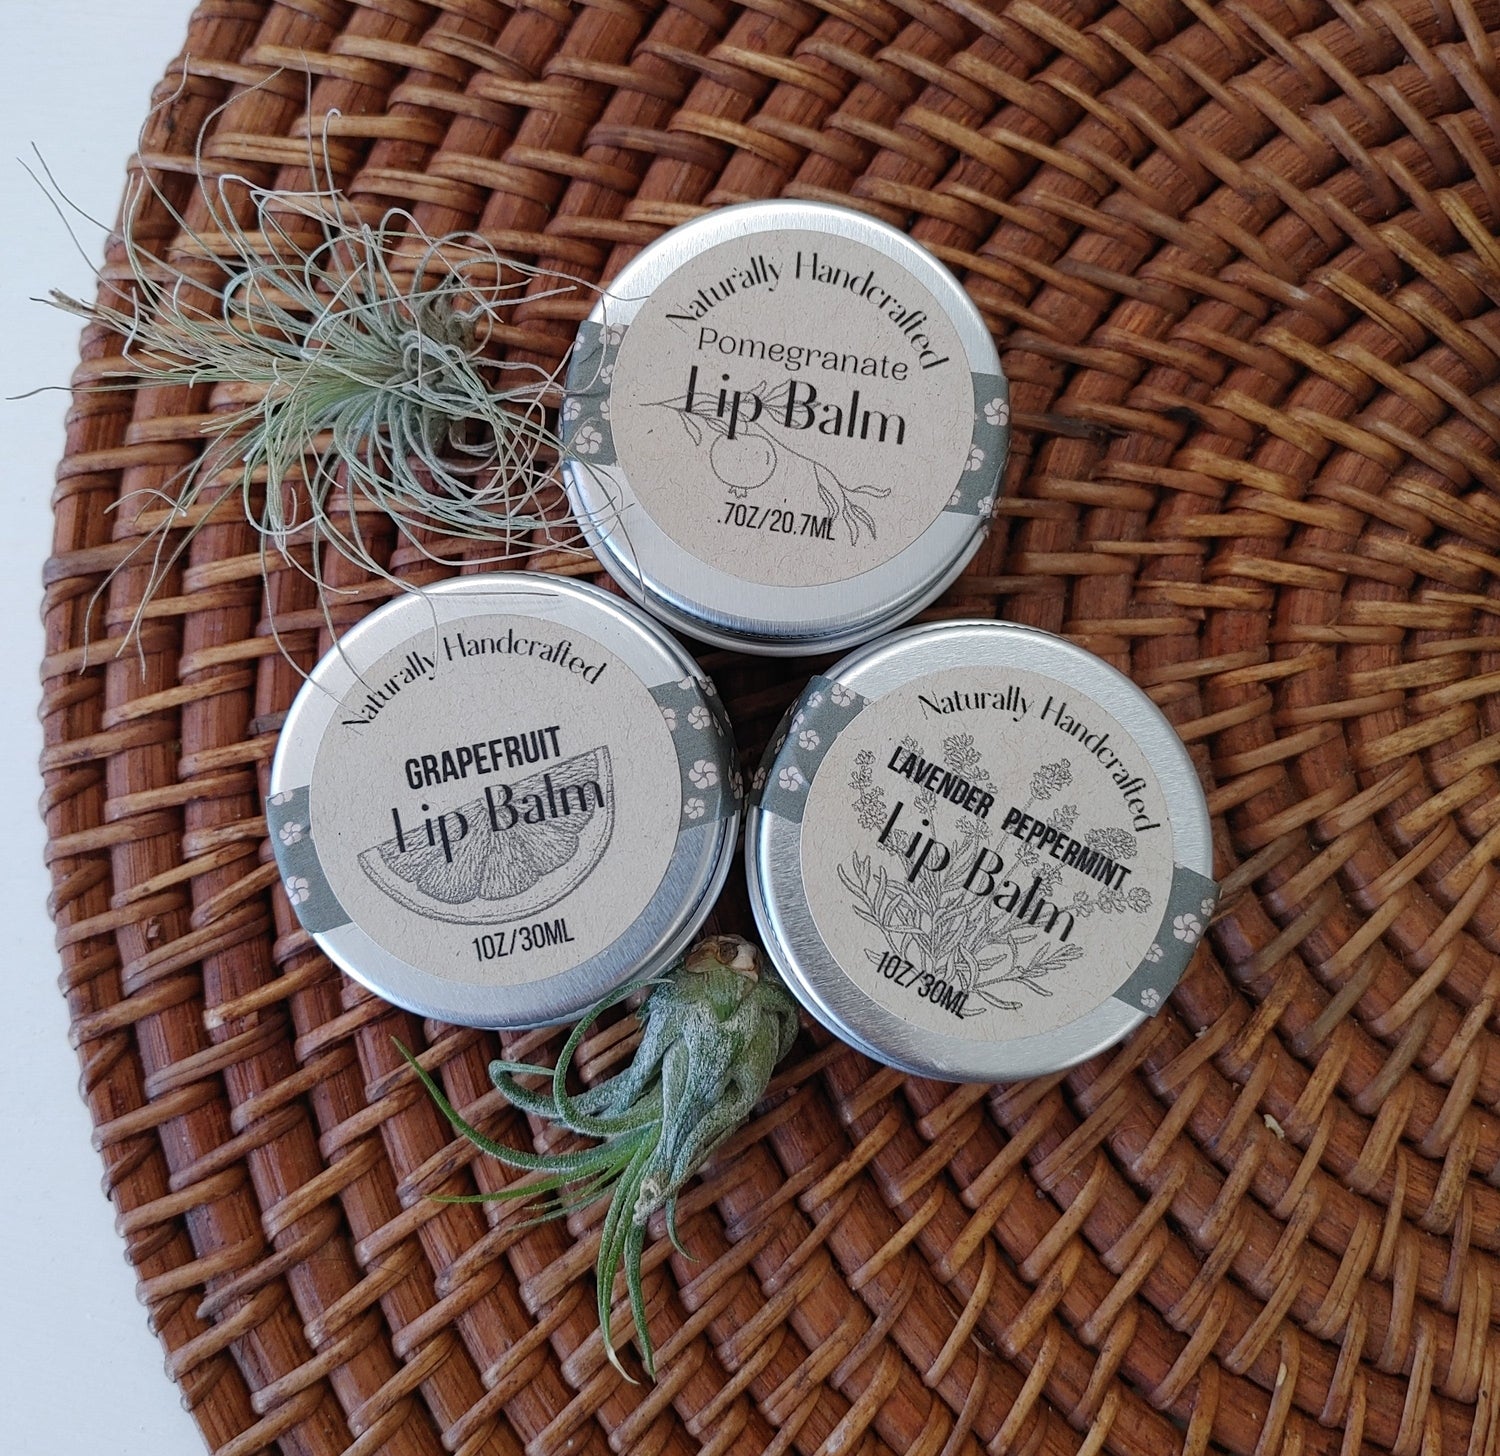 Naturally Handcrafted
Pomegranate
Lip Balm
.7OZ/20.7ML
Naturally Handcrafted
GRAPEFRUIT
Lip Balm
1OZ/30ML
Naturally Handcrafted
LAVENDER PEPPERMINT
Lip Balm
1OZ/30ML